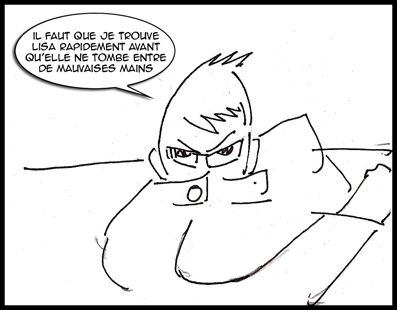 IL FAUT QUE JE TROUVE
LISA RAPIDEMENT AVANT
QU'ELLE NE TOMBE ENTRE
DE MAUVAISES MAINS